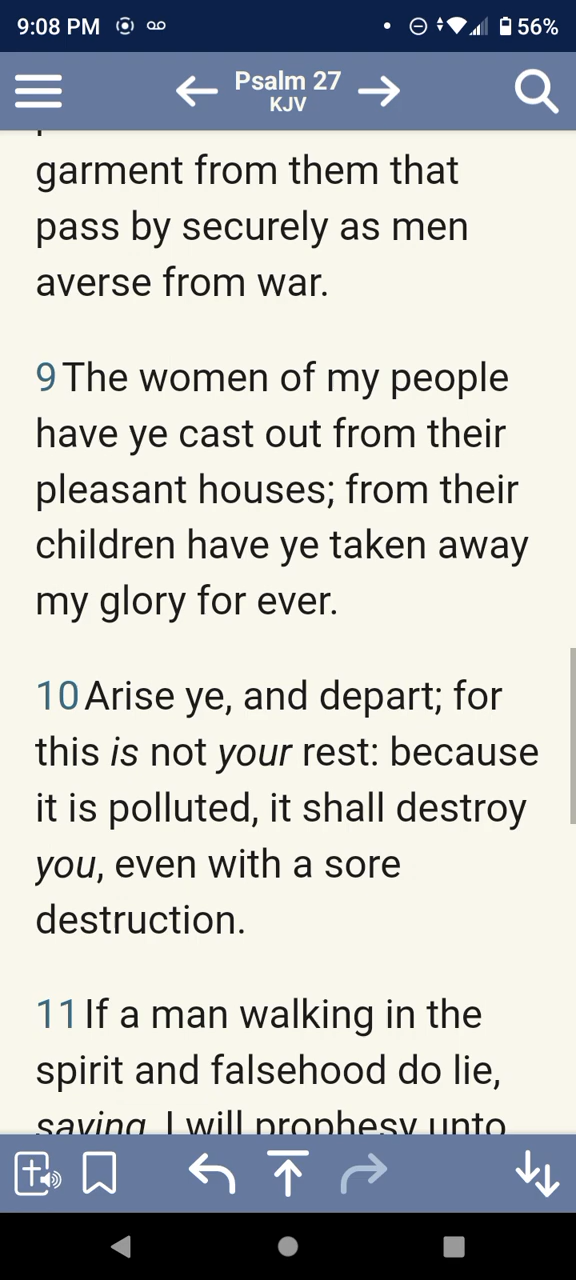 9:08 PM 56%
Psalm 27
KJV
garment from them that
pass by securely as men
averse from war.
9 The women of my people
have ye cast out from their
pleasant houses; from their
children have ye taken away
my glory for ever.
10 Arise ye, and depart; for
this is not your rest: because
it is polluted, it shall destroy
you, even with a sore
destruction.
11 If a man walking in the
spirit and falsehood do lie,
saying, I will prophesy unto